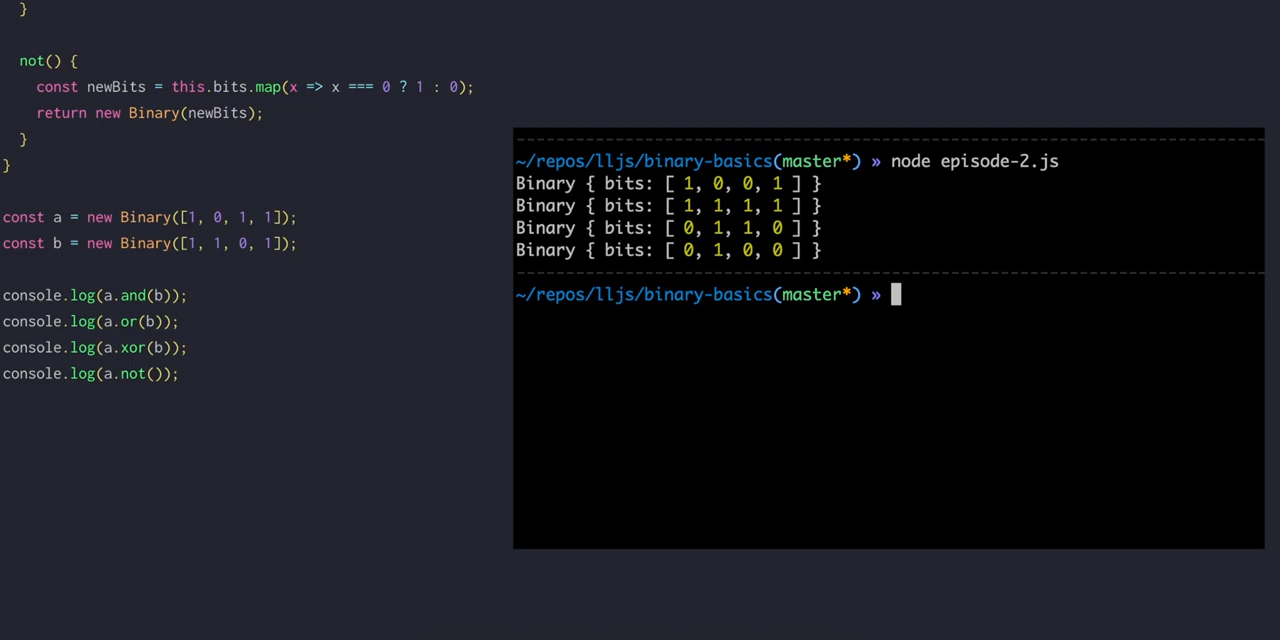 }
not() {
const newBits = this.bits.map(x => x === 0 ? 1 : 0);
return new Binary(newBits);
}
}
const a = new Binary([1, 0, 1, 1]);
const b = new Binary([1, 1, 0, 1]);
console.log(a.and(b));
console.log(a.or(b));
console.log(a.xor(b));
console.log(a.not());
~/repos/lljs/binary-basics(master*) » node episode-2.js
Binary { bits: [ 1, 0, 0, 1 ] }
Binary { bits: [ 1, 1, 1, 1 ] }
Binary { bits: [ 0, 1, 1, 0 ] }
Binary { bits: [ 0, 1, 0, 0 ] }
~/repos/lljs/binary-basics(master*) »